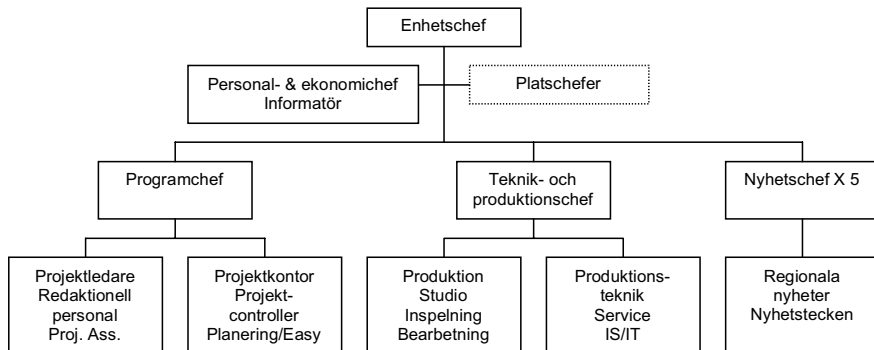 Enhetschef
Personal- & ekonomichef
Informatör
Platschefer
Programchef
Teknik- och
produktionschef
Nyhetschef X 5
Projektledare
Redaktionell
personal
Proj. Ass.
Projektkontor
Projekt-
controller
Planering/Easy
Produktion
Studio
Inspelning
Bearbetning
Produktions-
teknik
Service
IS/IT
Regionala
nyheter
Nyhetstecken